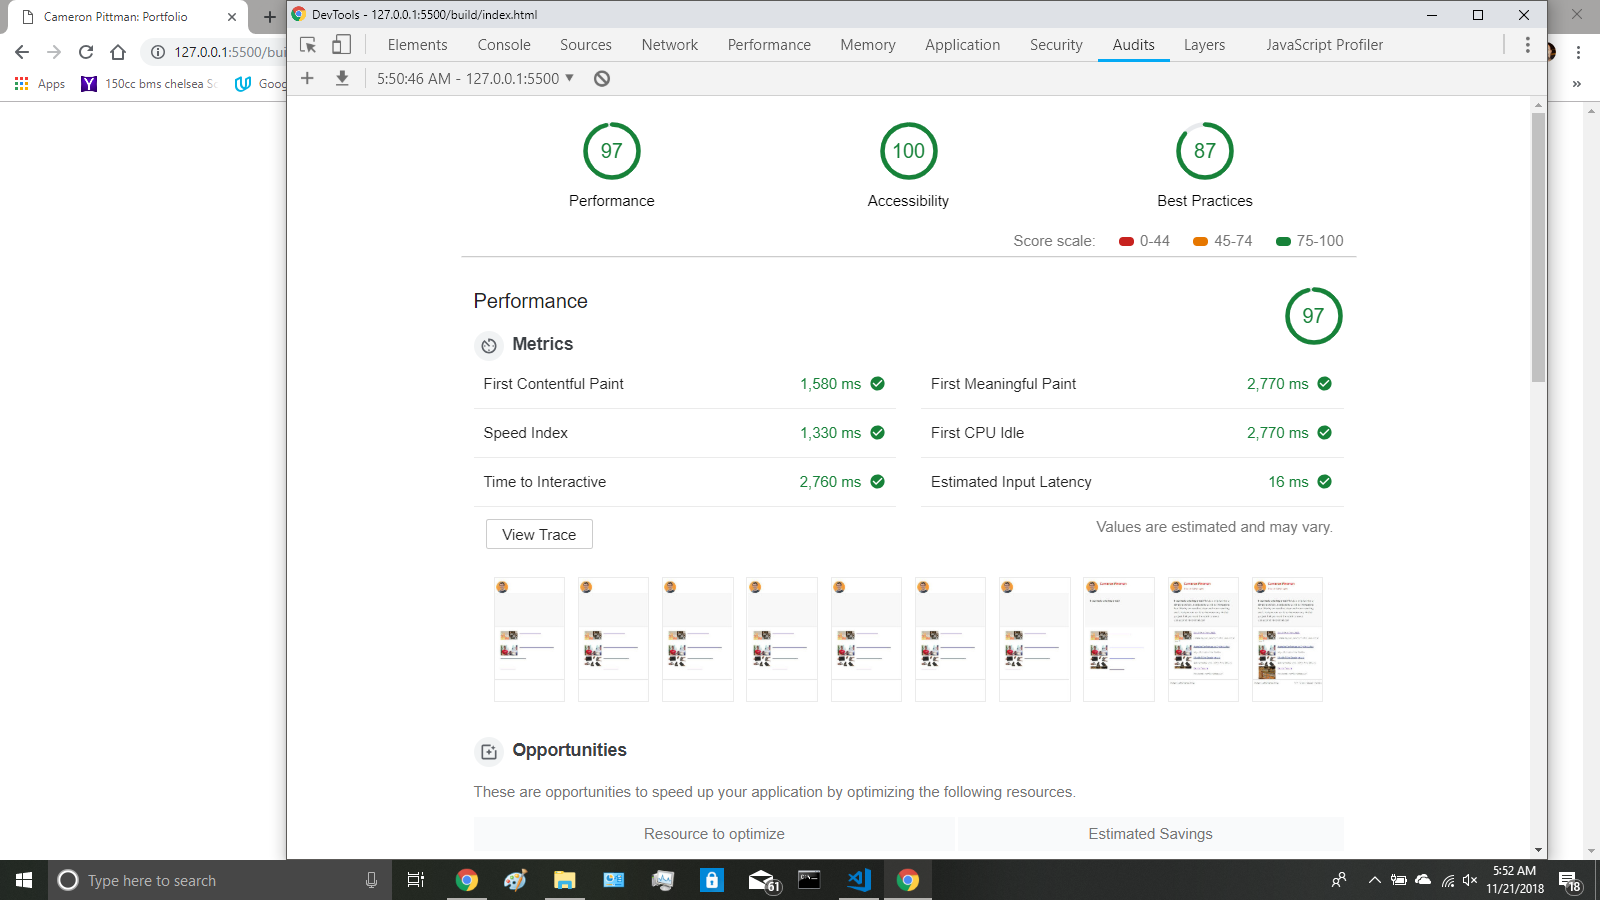 Cameron Pittman: Portfolio
DevTools - 127.0.0.1:5500/build/index.html
127.0.0.1:5500/bui
Elements Console Sources Network Performance Memory Application Security Audits Layers JavaScript Profiler
Apps 150cc bms chelsea Sc Goog
5:50:46 AM - 127.0.0.1:5500
97 100 87
Performance Accessibility Best Practices
Score scale: 0-44 45-74 75-100
Performance 97
Metrics
First Contentful Paint 1,580 ms First Meaningful Paint 2,770 ms
Speed Index 1,330 ms First CPU Idle 2,770 ms
Time to Interactive 2,760 ms Estimated Input Latency 16 ms
View Trace Values are estimated and may vary.
Opportunities
These are opportunities to speed up your application by optimizing the following resources.
Resource to optimize Estimated Savings
Type here to search 61 5:52 AM
11/21/2018 18